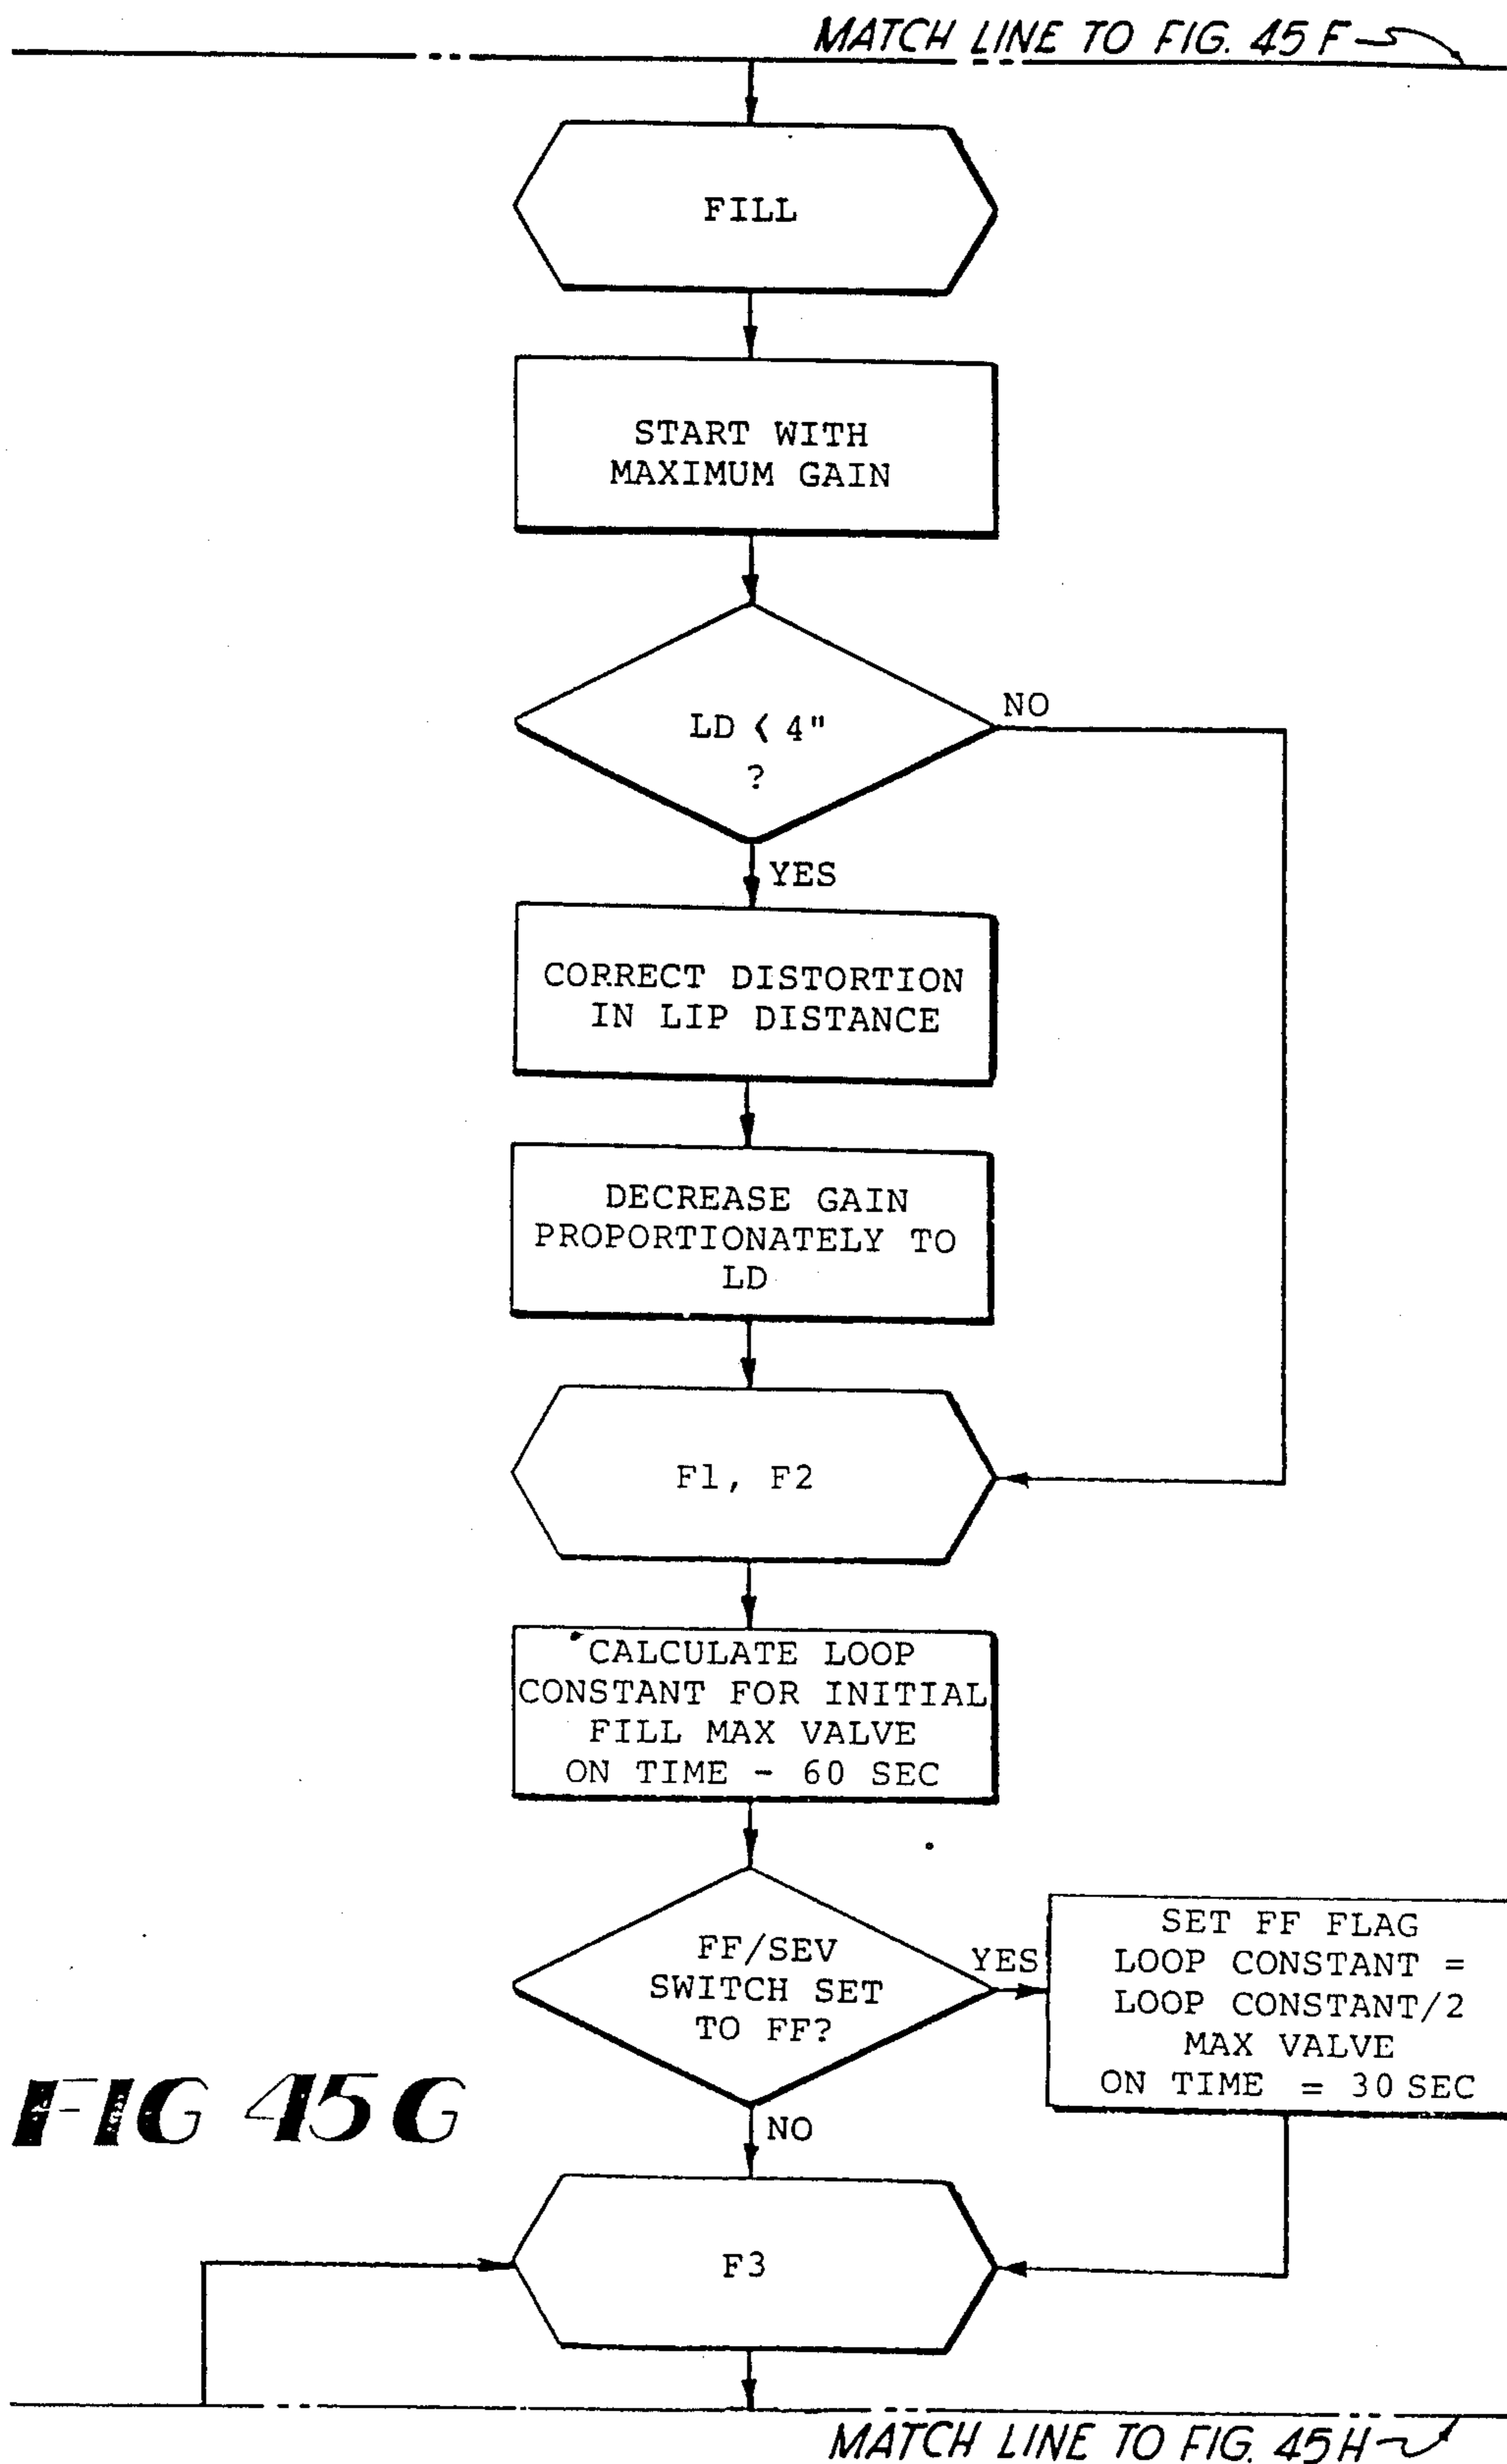 MATCH LINE TO FIG. 45 F
FILL
START WITH
MAXIMUM GAIN
LD < 4"
?
NO
YES
CORRECT DISTORTION
IN LIP DISTANCE
DECREASE GAIN
PROPORTIONATELY TO
LD
F1, F2
CALCULATE LOOP
CONSTANT FOR INITIAL
FILL MAX VALVE
ON TIME - 60 SEC
FF/SEV
SWITCH SET
TO FF?
YES
SET FF FLAG
LOOP CONSTANT =
LOOP CONSTANT/2
MAX VALVE
ON TIME = 30 SEC
NO
FIG 45G
F3
MATCH LINE TO FIG. 45H